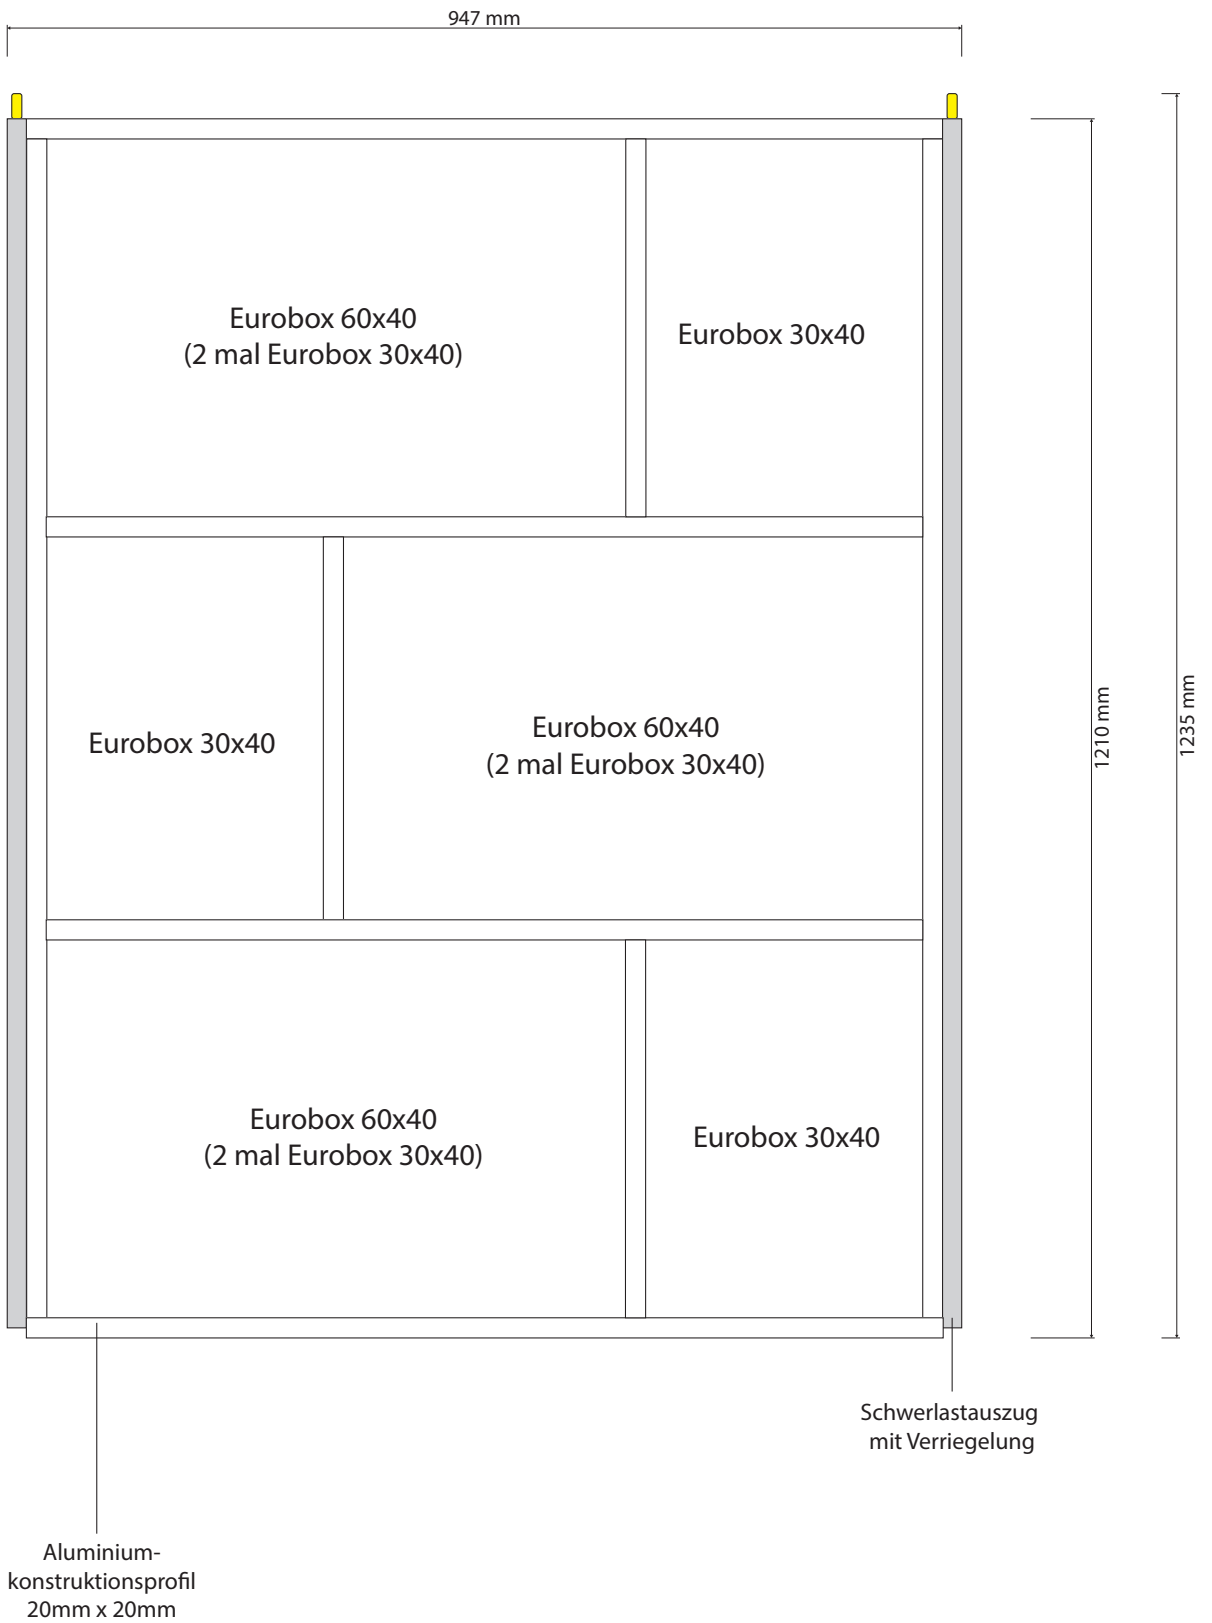 947 mm
Eurobox 60x40
(2 mal Eurobox 30x40)
Eurobox 30x40
Eurobox 30x40
Eurobox 60x40
(2 mal Eurobox 30x40)
1210 mm
1235 mm
Eurobox 60x40
(2 mal Eurobox 30x40)
Eurobox 30x40
Schwerlastauszug
mit Verriegelung
Aluminium-
konstruktionsprofil
20mm x 20mm